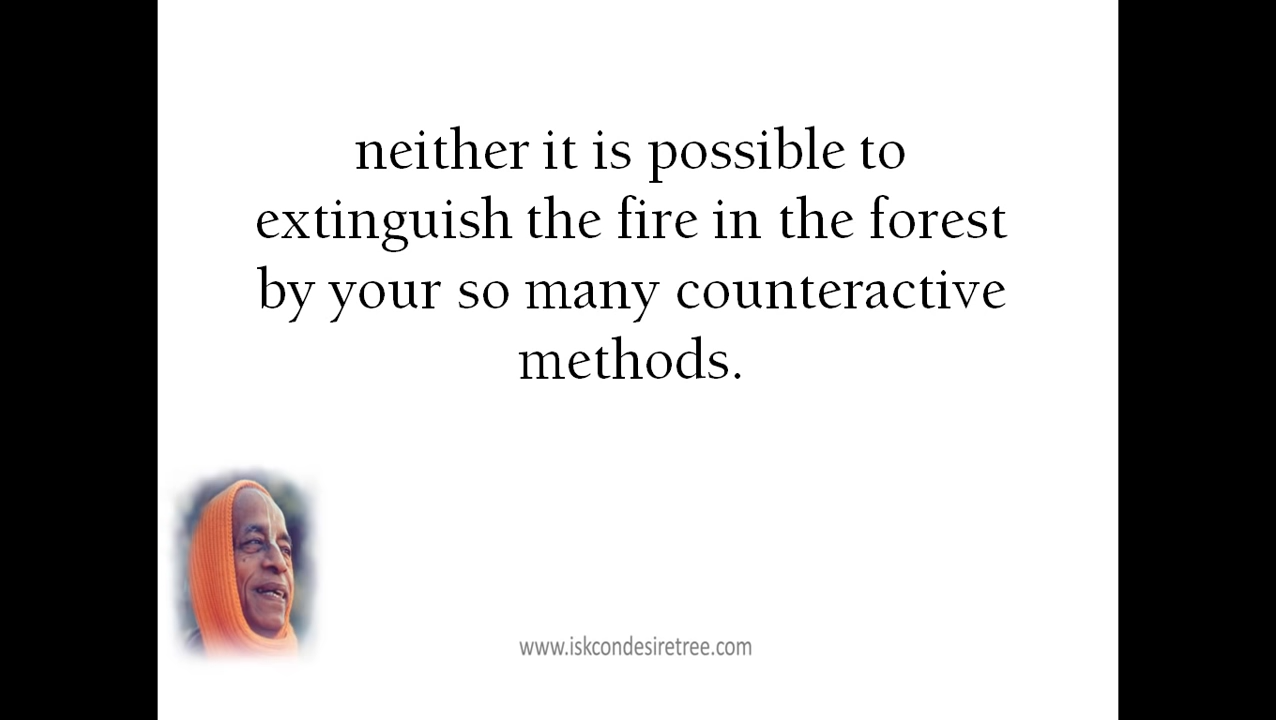 neither it is possible to
extinguish the fire in the forest
by your so many counteractive
methods.
www.iskcondesiretree.com